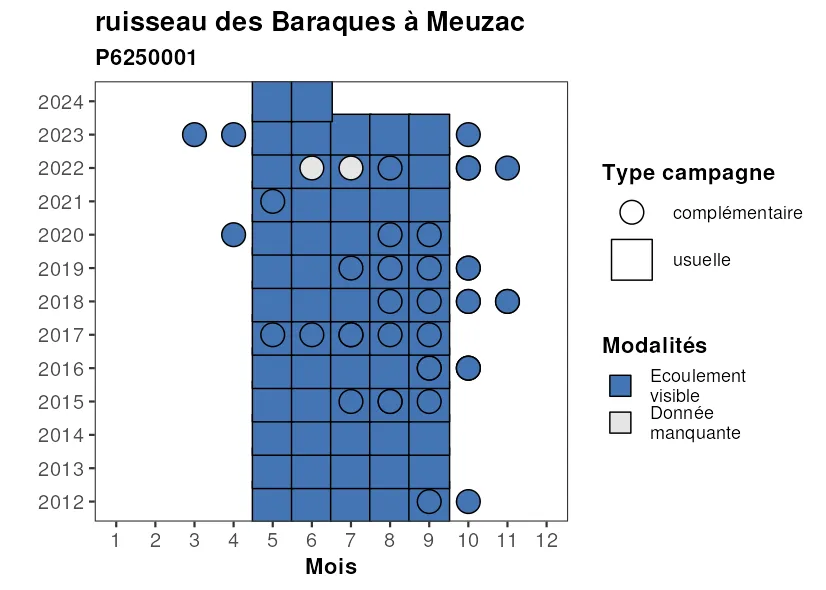 ruisseau des Baraques à Meuzac
P6250001
2024
2023
2022
2021
2020
2019
2018
2017
2016
2015
2014
2013
2012
1 2 3 4 5 6 7 8 9 10 11 12
Mois
Type campagne
complémentaire
usuelle
Modalités
Ecoulement
visible
Donnée
manquante